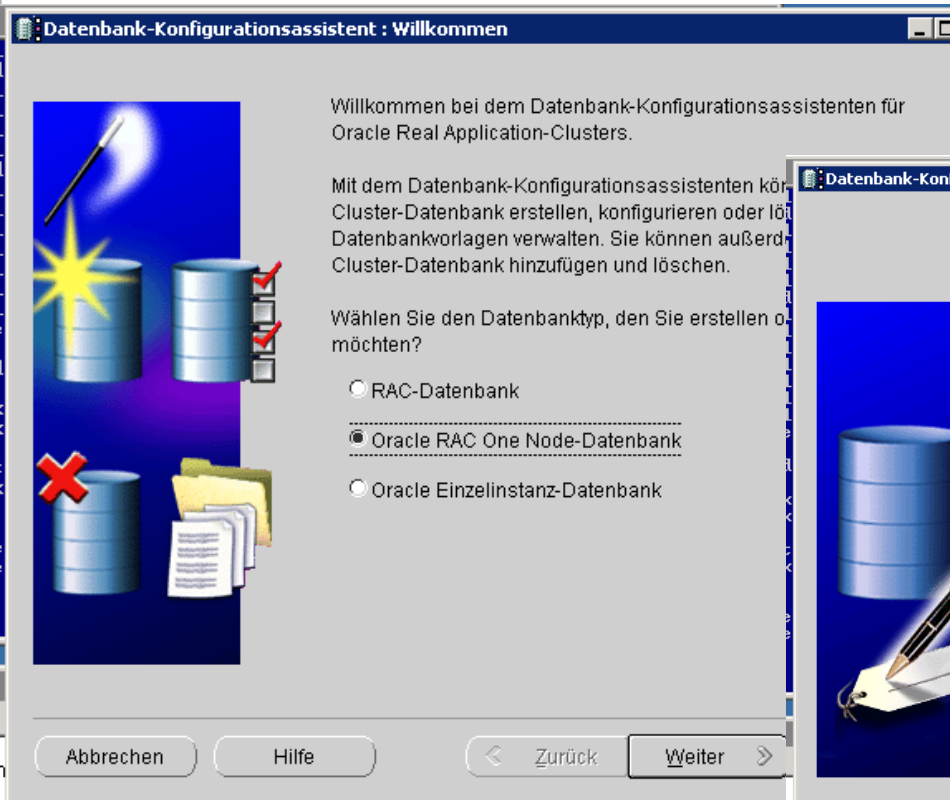 Datenbank-Konfigurationsassistent : Willkommen
Willkommen bei dem Datenbank-Konfigurationsassistenten für
Oracle Real Application-Clusters.
Mit dem Datenbank-Konfigurationsassistenten kön
Cluster-Datenbank erstellen, konfigurieren oder lö
Datenbankvorlagen verwalten. Sie können außerd
Cluster-Datenbank hinzufügen und löschen.
Wählen Sie den Datenbanktyp, den Sie erstellen o
möchten?
RAC-Datenbank
Oracle RAC One Node-Datenbank
Oracle Einzelinstanz-Datenbank
Abbrechen
Hilfe
Zurück
Weiter
Datenbank-Kon